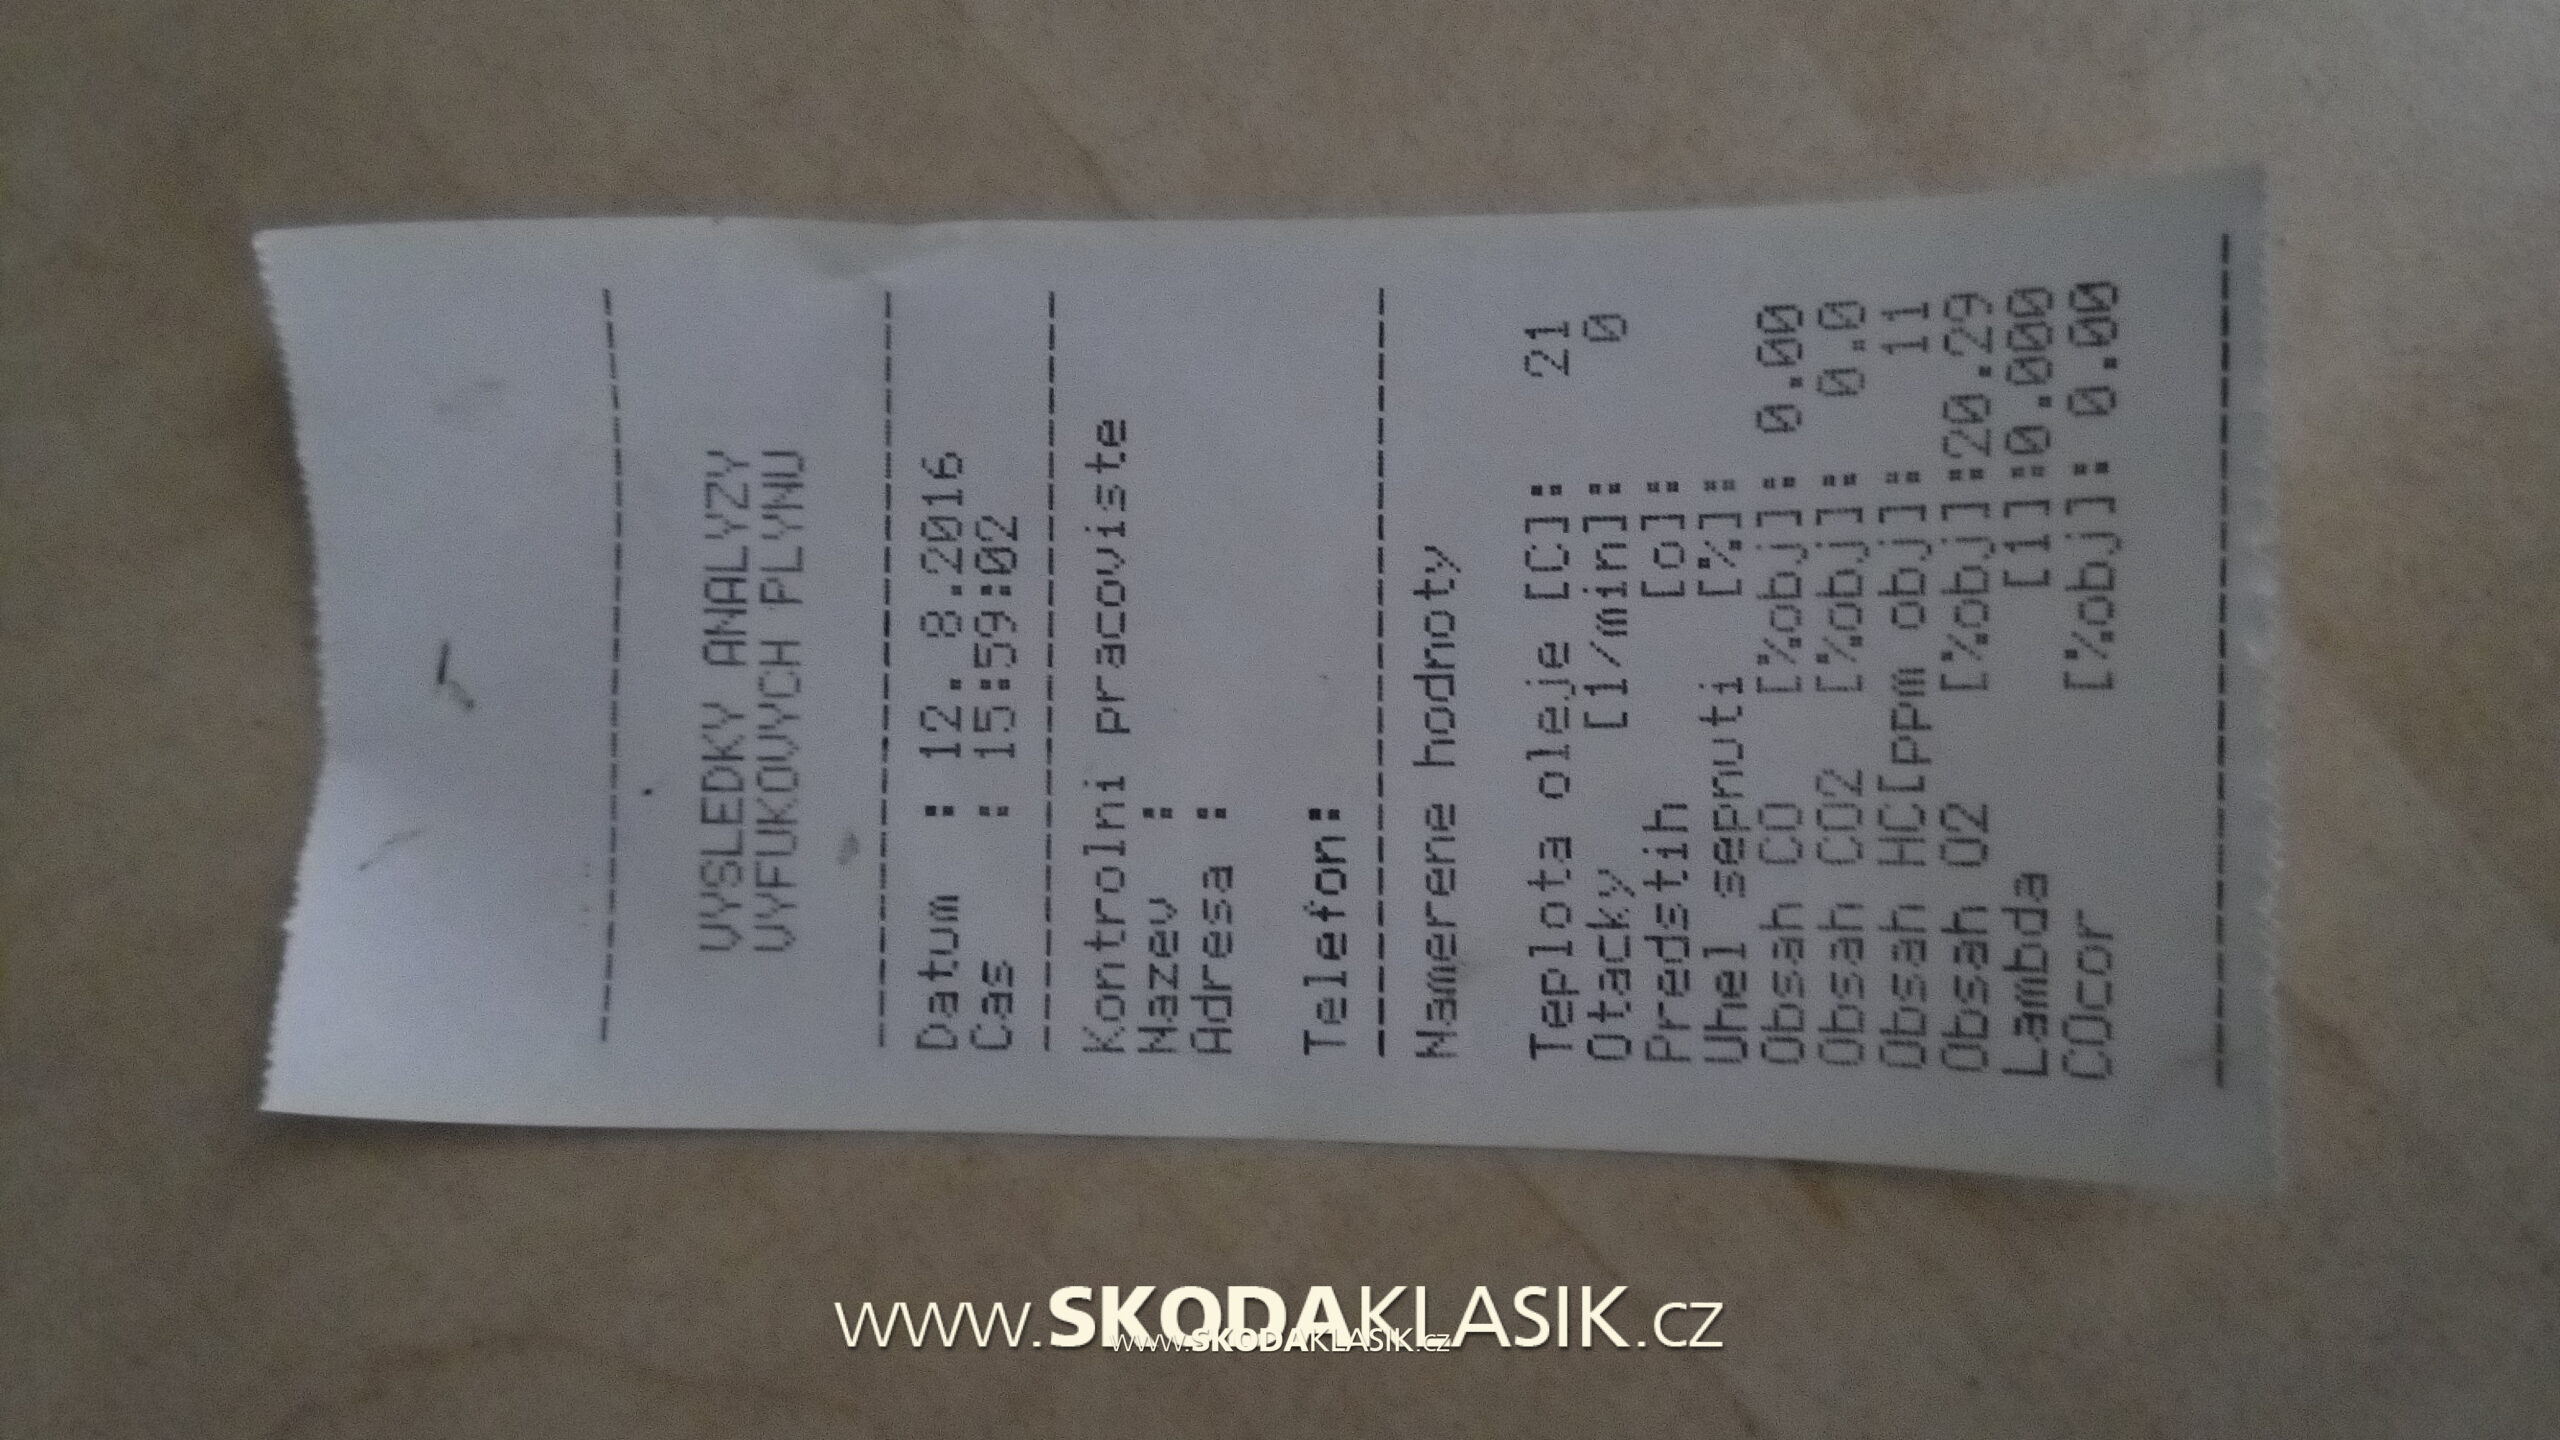 VYSLEDKY ANALYZY
VYFUKOVYCH PLYNU
Datum : 12. 8.2016
Cas : 15:59:02
Kontrolni pracoviste
Nazev :
Adresa :
Telefon:
Namerene hodnoty
Teplota oleje [C]: 21
Otacky [1/min]: 0
Predstih [o]:
Uhel sepnuti [%]:
Obsah CO [%obj]: 0.00
Obsah CO2 [%obj]: 0.0
Obsah HC[ppm obj]: 11
Obsah O2 [%obj]:20.29
Lambda [1]:0.000
COcor [%obj]: 0.00
www.SKODAKLASIK.cz
www.SKODAKLASIK.cz